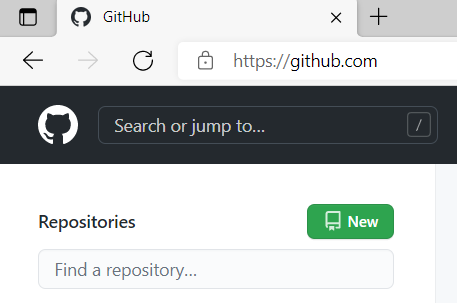 GitHub
https://github.com
Search or jump to...
/
Repositories
New
Find a repository...